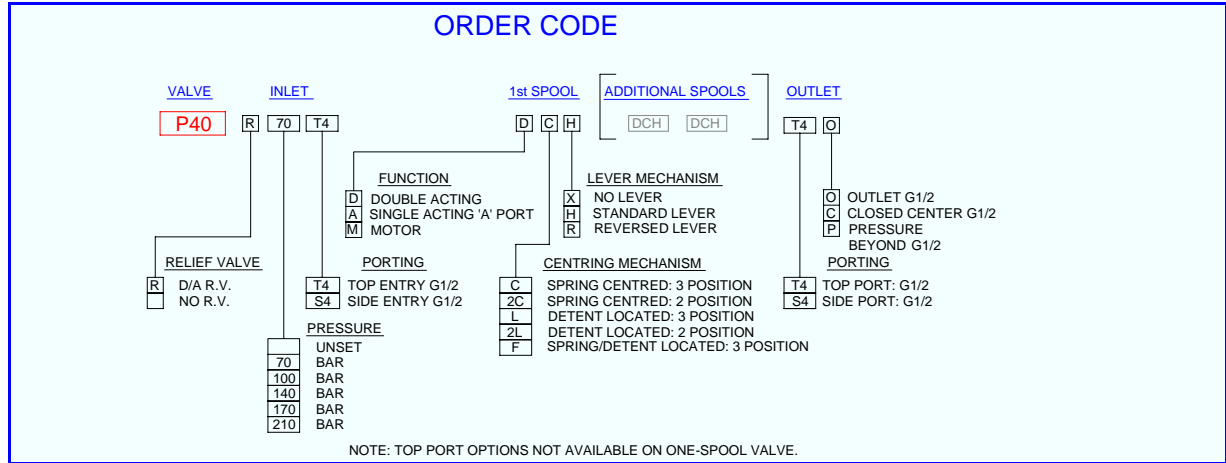 ORDER CODE
VALVE INLET 1st SPOOL ADDITIONAL SPOOLS OUTLET
P40 R 70 T4 D C H DCH DCH T4 O
FUNCTION
D DOUBLE ACTING
A SINGLE ACTING 'A' PORT
M MOTOR
LEVER MECHANISM
X NO LEVER
H STANDARD LEVER
R REVERSED LEVER
O OUTLET G1/2
C CLOSED CENTER G1/2
P PRESSURE
BEYOND G1/2
RELIEF VALVE
R D/A R.V.
NO R.V.
PORTING
T4 TOP ENTRY G1/2
S4 SIDE ENTRY G1/2
CENTRING MECHANISM
C SPRING CENTRED: 3 POSITION
2C SPRING CENTRED: 2 POSITION
L DETENT LOCATED: 3 POSITION
2L DETENT LOCATED: 2 POSITION
F SPRING/DETENT LOCATED: 3 POSITION
PORTING
T4 TOP PORT: G1/2
S4 SIDE PORT: G1/2
PRESSURE
UNSET
70 BAR
100 BAR
140 BAR
170 BAR
210 BAR
NOTE: TOP PORT OPTIONS NOT AVAILABLE ON ONE-SPOOL VALVE.